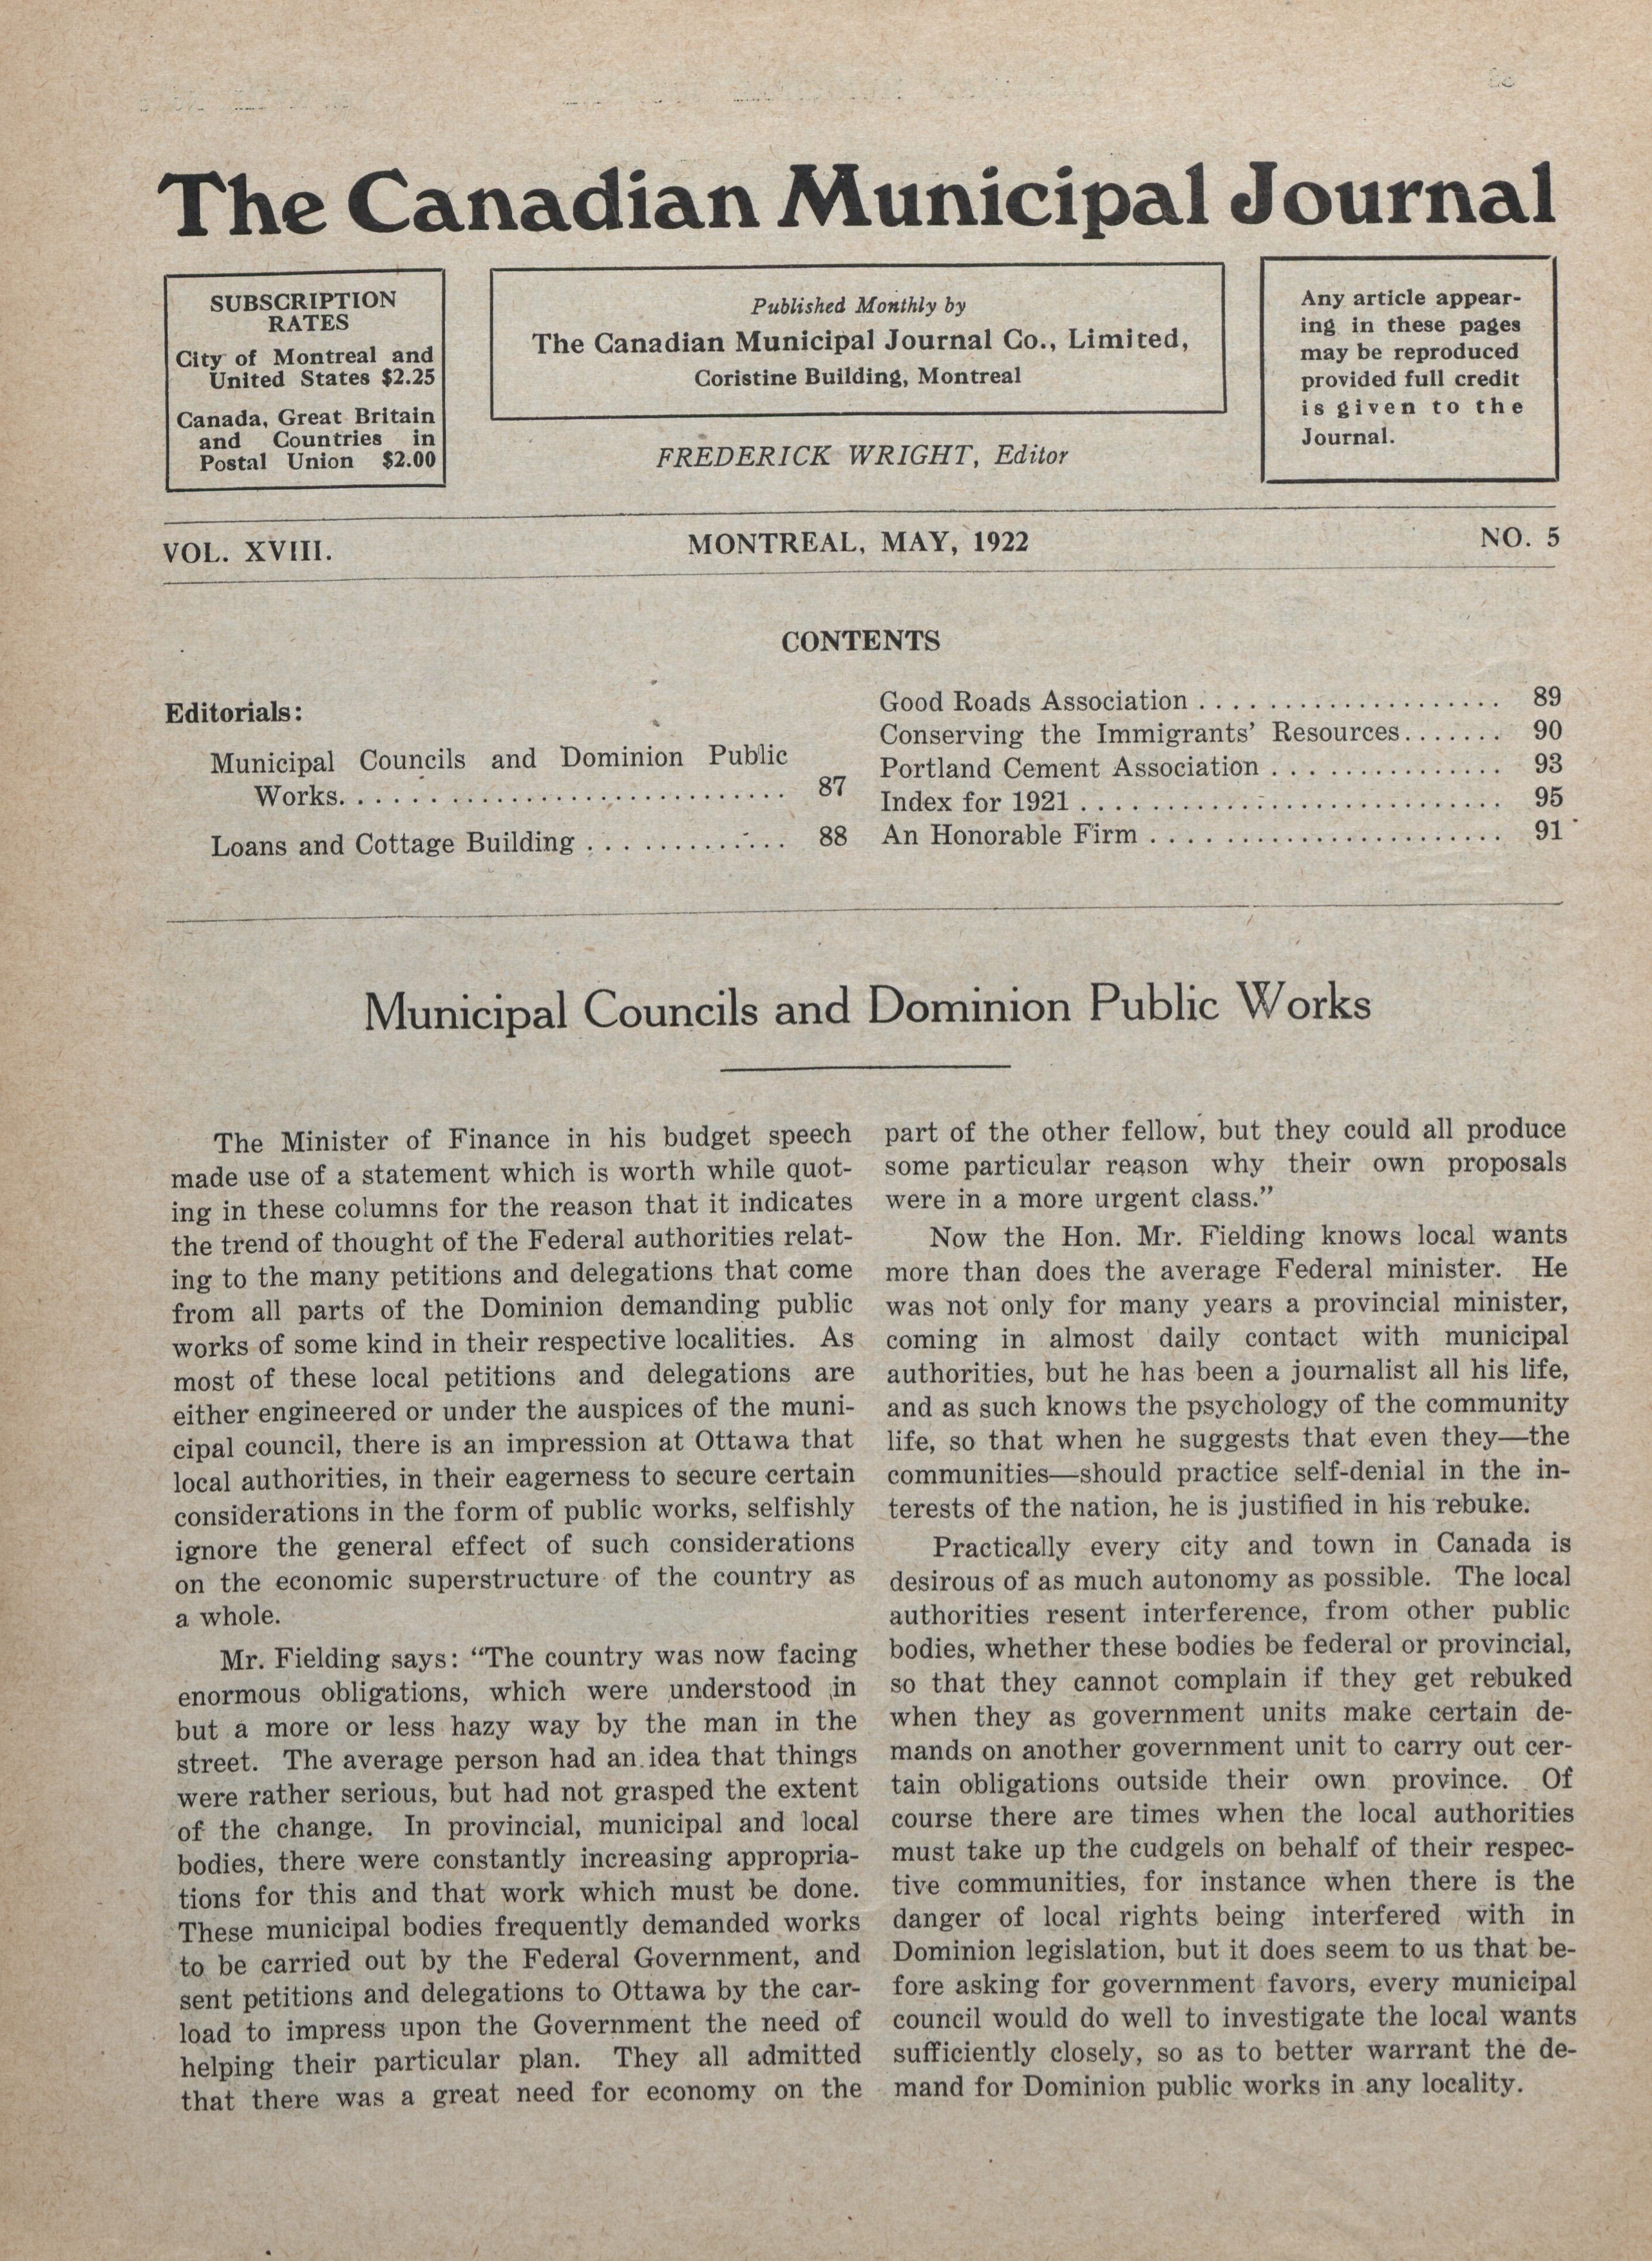 The Canadian Municipal Journal
SUBSCRIPTION
RATES
City of Montreal and
United States $2.25
Canada, Great Britain
and Countries in
Postal Union $2.00
Published Monthly by
The Canadian Municipal Journal Co., Limited,
Coristine Building, Montreal
FREDERICK WRIGHT, Editor
Any article appear-
ing in these pages
may be reproduced
provided full credit
is given to the
Journal.
VOL. XVIII.
MONTREAL, MAY, 1922
NO. 5
CONTENTS
Editorials:
Municipal Councils and Dominion Public
Works. . . . . . . . . . . . . . . . . . . . . . . . . . . . 87
Loans and Cottage Building . . . . . . . . . . . . . 88
Good Roads Association . . . . . . . . . . . . . . . . . . . 89
Conserving the Immigrants' Resources. . . . . . . 90
Portland Cement Association . . . . . . . . . . . . . . . 93
Index for 1921 . . . . . . . . . . . . . . . . . . . . . . . . . . 95
An Honorable Firm . . . . . . . . . . . . . . . . . . . . . . . 91
Municipal Councils and Dominion Public Works
The Minister of Finance in his budget speech
made use of a statement which is worth while quot-
ing in these columns for the reason that it indicates
the trend of thought of the Federal authorities relat-
ing to the many petitions and delegations that come
from all parts of the Dominion demanding public
works of some kind in their respective localities. As
most of these local petitions and delegations are
either engineered or under the auspices of the muni-
cipal council, there is an impression at Ottawa that
local authorities, in their eagerness to secure certain
considerations in the form of public works, selfishly
ignore the general effect of such considerations
on the economic superstructure of the country as
a whole.
Mr. Fielding says: "The country was now facing
enormous obligations, which were understood in
but a more or less hazy way by the man in the
street. The average person had an idea that things
were rather serious, but had not grasped the extent
of the change. In provincial, municipal and local
bodies, there were constantly increasing appropria-
tions for this and that work which must be done.
These municipal bodies frequently demanded works
to be carried out by the Federal Government, and
sent petitions and delegations to Ottawa by the car-
load to impress upon the Government the need of
helping their particular plan. They all admitted
that there was a great need for economy on the
part of the other fellow, but they could all produce
some particular reason why their own proposals
were in a more urgent class."
Now the Hon. Mr. Fielding knows local wants
more than does the average Federal minister. He
was not only for many years a provincial minister,
coming in almost daily contact with municipal
authorities, but he has been a journalist all his life,
and as such knows the psychology of the community
life, so that when he suggests that even they—the
communities—should practice self-denial in the in-
terests of the nation, he is justified in his rebuke.
Practically every city and town in Canada is
desirous of as much autonomy as possible. The local
authorities resent interference, from other public
bodies, whether these bodies be federal or provincial,
so that they cannot complain if they get rebuked
when they as government units make certain de-
mands on another government unit to carry out cer-
tain obligations outside their own province. Of
course there are times when the local authorities
must take up the cudgels on behalf of their respec-
tive communities, for instance when there is the
danger of local rights being interfered with in
Dominion legislation, but it does seem to us that be-
fore asking for government favors, every municipal
council would do well to investigate the local wants
sufficiently closely, so as to better warrant the de-
mand for Dominion public works in any locality.